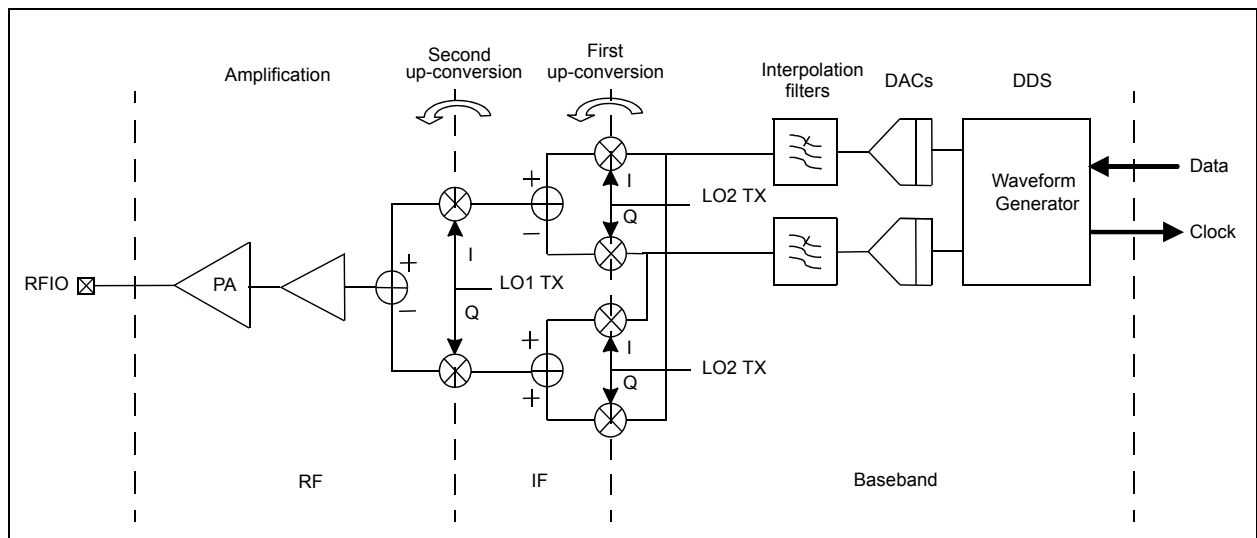 Amplification
Second
up-conversion
First
up-conversion
Interpolation
filters
DACs
DDS
Waveform
Generator
Data
Clock
RFIO
PA
+
−
I
Q
LO1 TX
+
−
I
Q
LO2 TX
+
+
I
Q
LO2 TX
RF
IF
Baseband